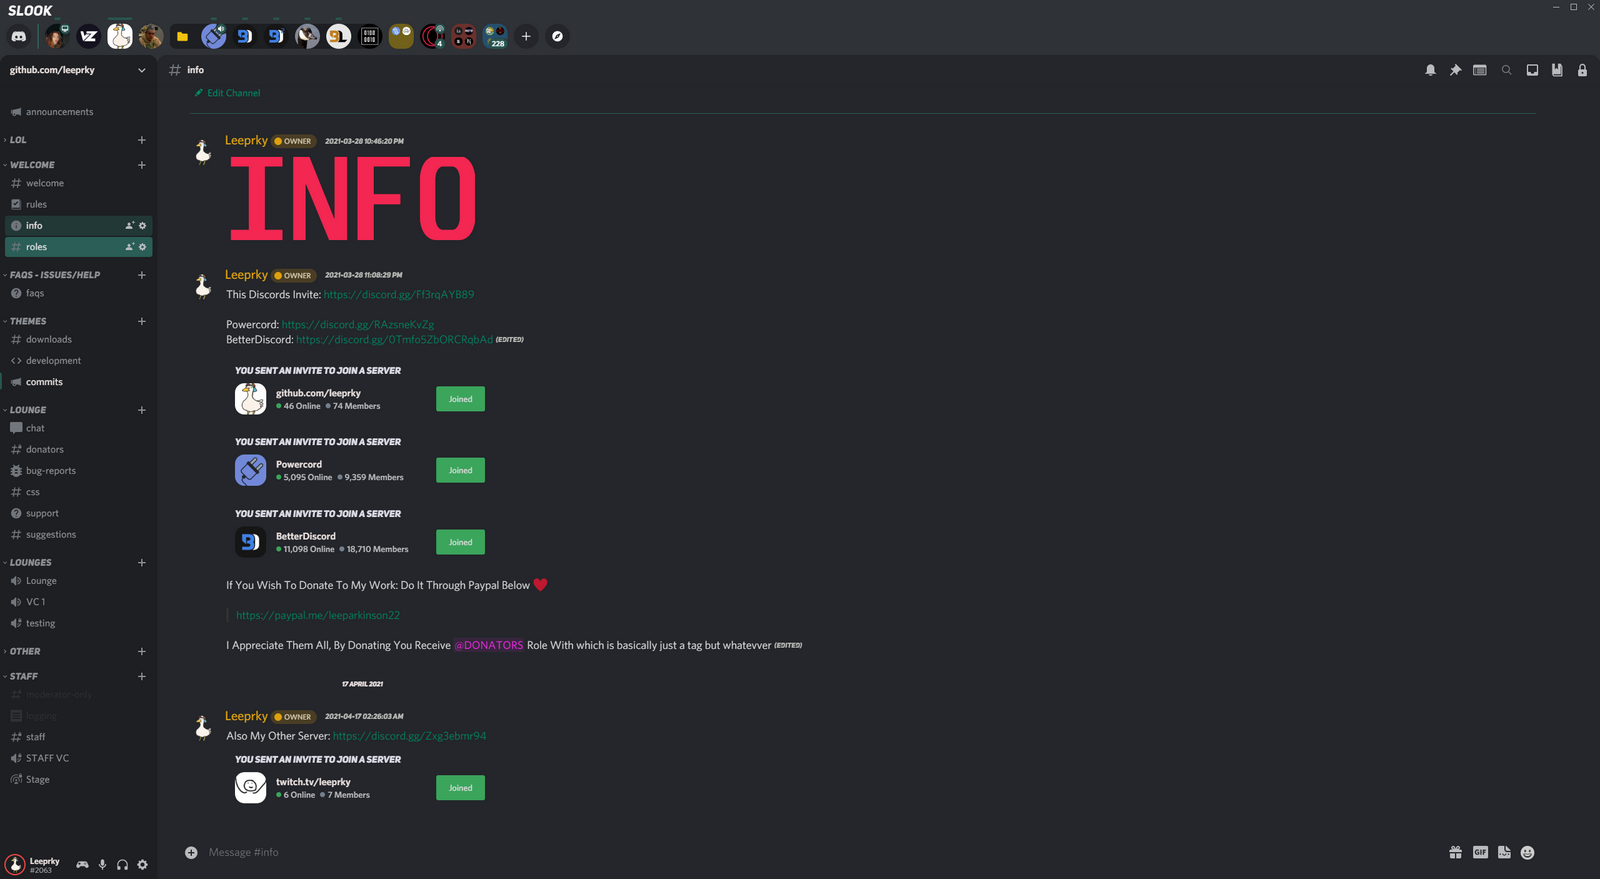 SLOOK
4
228
github.com/leeprky
# info
Edit Channel
announcements
LOL
WELCOME
welcome
rules
info
roles
FAQS - ISSUES/HELP
faqs
THEMES
downloads
development
commits
LOUNGE
chat
donators
bug-reports
css
support
suggestions
LOUNGES
Lounge
VC 1
testing
OTHER
STAFF
moderator-only
logging
staff
STAFF VC
Stage
Leeprky
#2063
Leeprky OWNER 2021-03-28 10:46:20 PM
INFO
Leeprky OWNER 2021-03-28 11:08:29 PM
This Discords Invite: https://discord.gg/Ff3rqAYB89
Powercord: https://discord.gg/RAzsneKvZg
BetterDiscord: https://discord.gg/0Tmfo5ZbORCRqbAd (EDITED)
YOU SENT AN INVITE TO JOIN A SERVER
github.com/leeprky
46 Online 74 Members
Joined
YOU SENT AN INVITE TO JOIN A SERVER
Powercord
5,095 Online 9,359 Members
Joined
YOU SENT AN INVITE TO JOIN A SERVER
BetterDiscord
11,098 Online 18,710 Members
Joined
If You Wish To Donate To My Work: Do It Through Paypal Below
https://paypal.me/leeparkinson22
I Appreciate Them All, By Donating You Receive @DONATORS Role With which is basically just a tag but whatevver (EDITED)
17 APRIL 2021
Leeprky OWNER 2021-04-17 02:26:03 AM
Also My Other Server: https://discord.gg/Zxg3ebmr94
YOU SENT AN INVITE TO JOIN A SERVER
twitch.tv/leeprky
6 Online 7 Members
Joined
Message #info
GIF